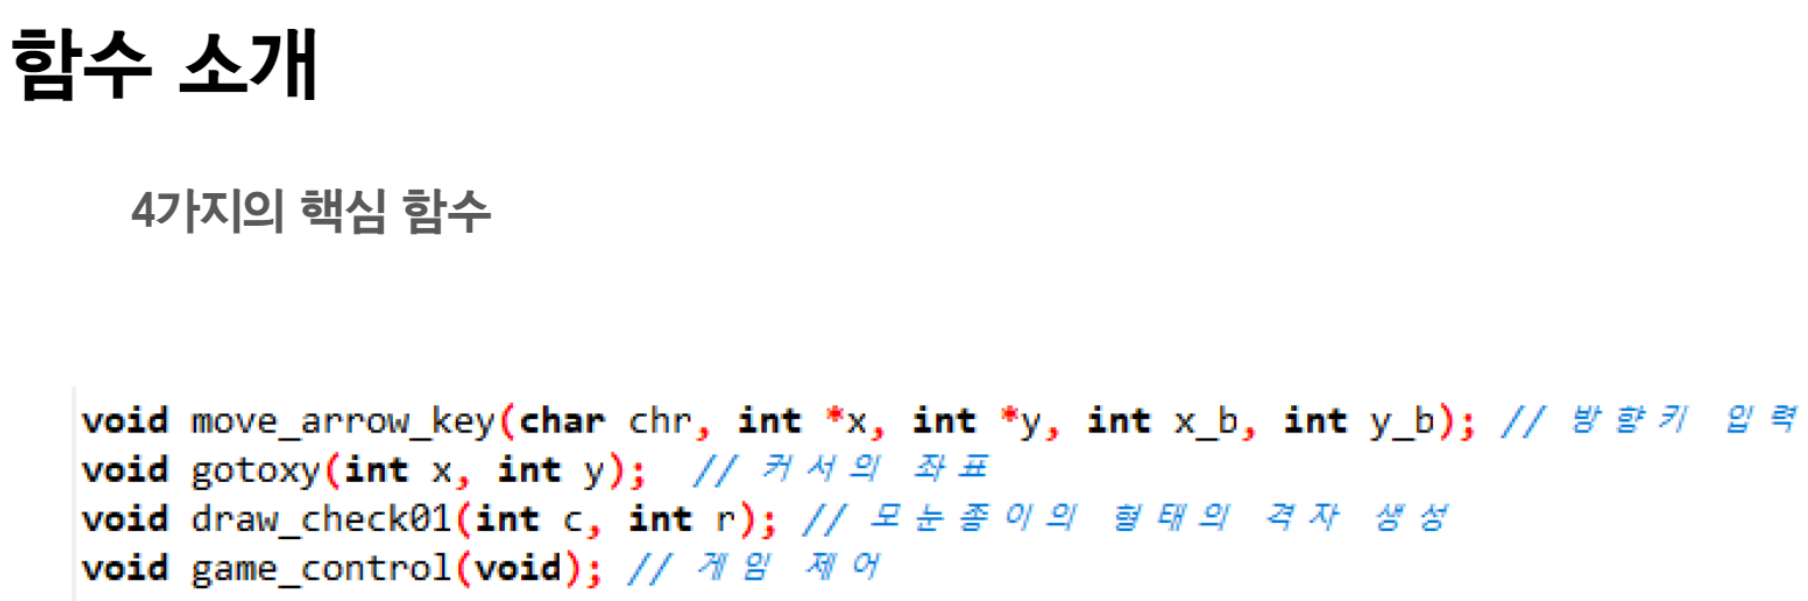 함수 소개
4가지의 핵심 함수
void move_arrow_key(char chr, int *x, int *y, int x_b, int y_b); // 방향키 입력
void gotoxy(int x, int y);  // 커서의 좌표
void draw_check01(int c, int r); // 모눈종이의 형태의 격자 생성
void game_control(void); // 게임 제어